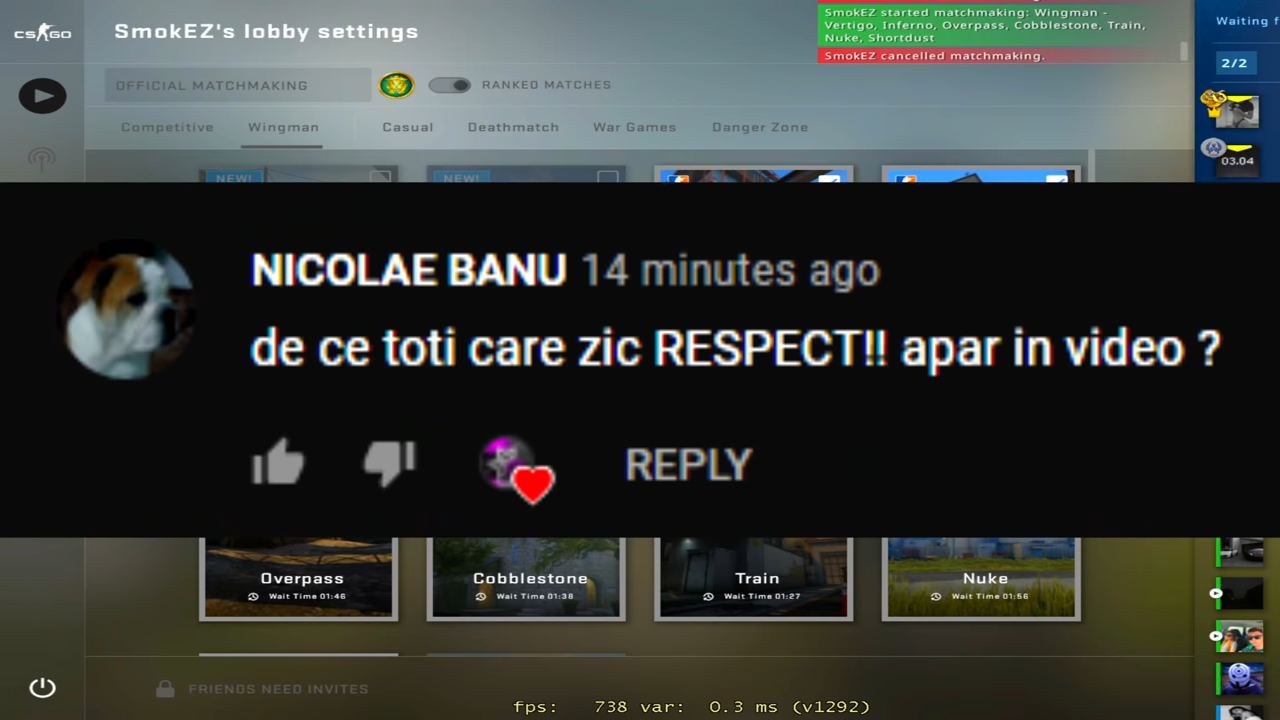 CS:GO
SmokEZ's lobby settings
SmokEZ started matchmaking: Wingman -
Vertigo, Inferno, Overpass, Cobblestone, Train,
Nuke, Shortdust
SmokEZ cancelled matchmaking.
Waiting f
2/2
OFFICIAL MATCHMAKING
RANKED MATCHES
Competitive
Wingman
Casual
Deathmatch
War Games
Danger Zone
03.04
NEW!
NEW!
NICOLAE BANU 14 minutes ago
de ce toti care zic RESPECT!! apar in video ?
REPLY
Overpass
Wait Time 01:46
Cobblestone
Wait Time 01:38
Train
Wait Time 01:27
Nuke
Wait Time 01:56
FRIENDS NEED INVITES
fps: 738 var: 0.3 ms (v1292)